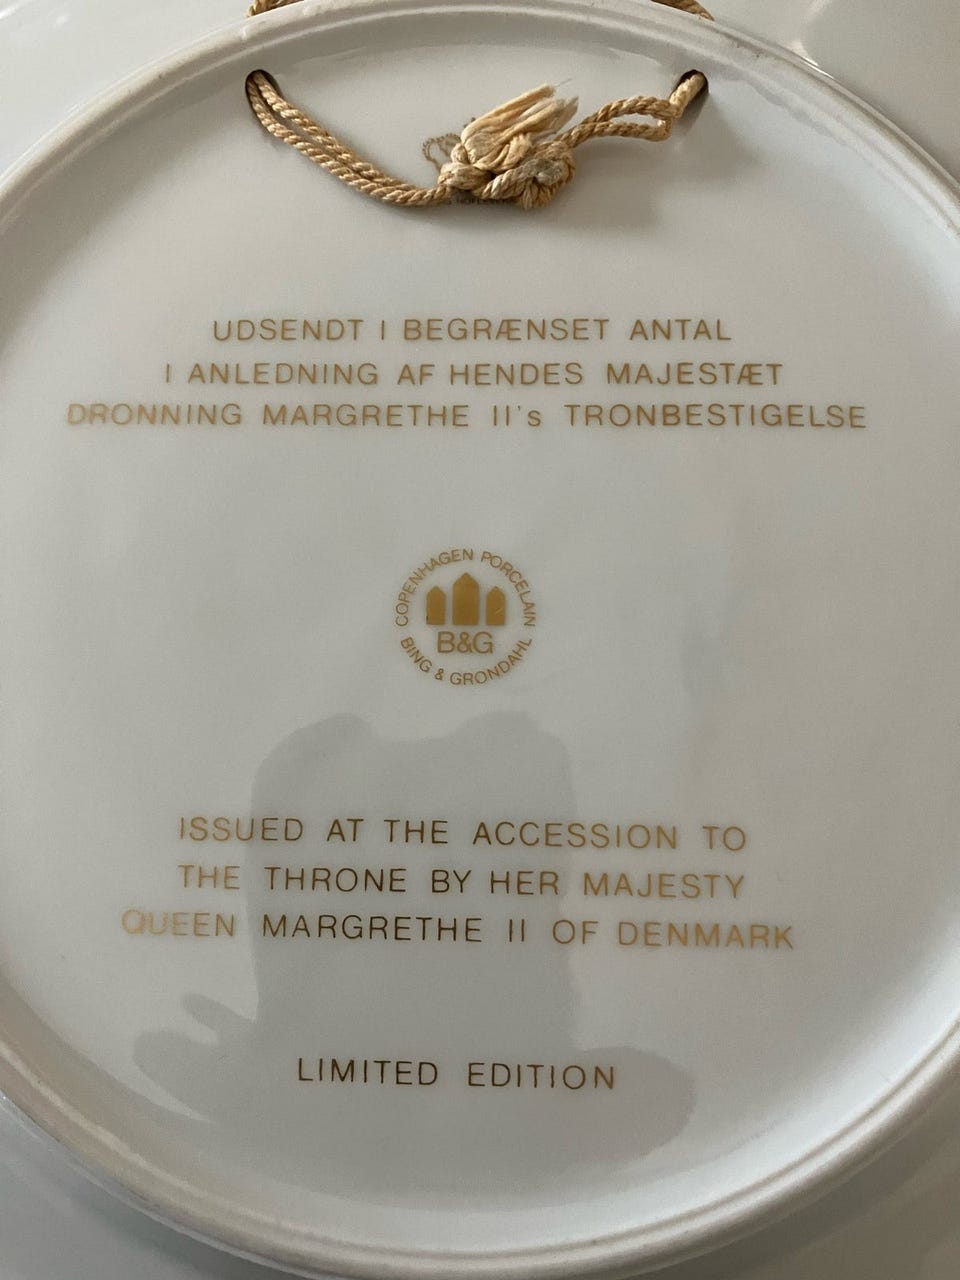 UDSENDT I BEGRÆNSET ANTAL
I ANLEDNING AF HENDES MAJESTÆT
DRONNING MARGRETHE II's TRONBESTIGELSE
COPENHAGEN PORCELAIN
B&G
BING & GRONDAHL
ISSUED AT THE ACCESSION TO
THE THRONE BY HER MAJESTY
QUEEN MARGRETHE II OF DENMARK
LIMITED EDITION